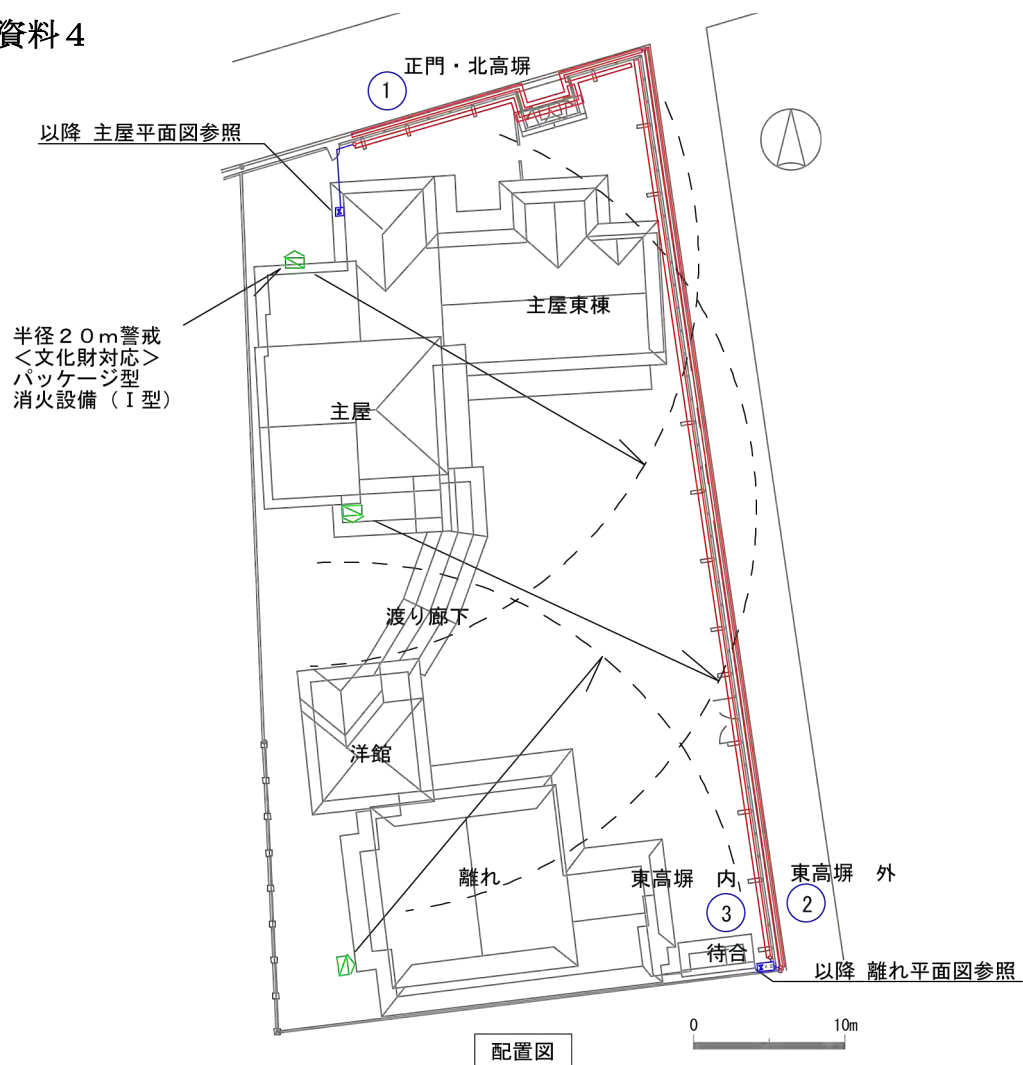 資料４
正門・北高塀
①
以降 主屋平面図参照
主屋東棟
半径２０ｍ警戒
＜文化財対応＞
パッケージ型
消火設備（Ⅰ型）
主屋
渡り廊下
洋館
離れ
東高塀　内
③
東高塀　外
②
待合
以降 離れ平面図参照
0 10m
配置図